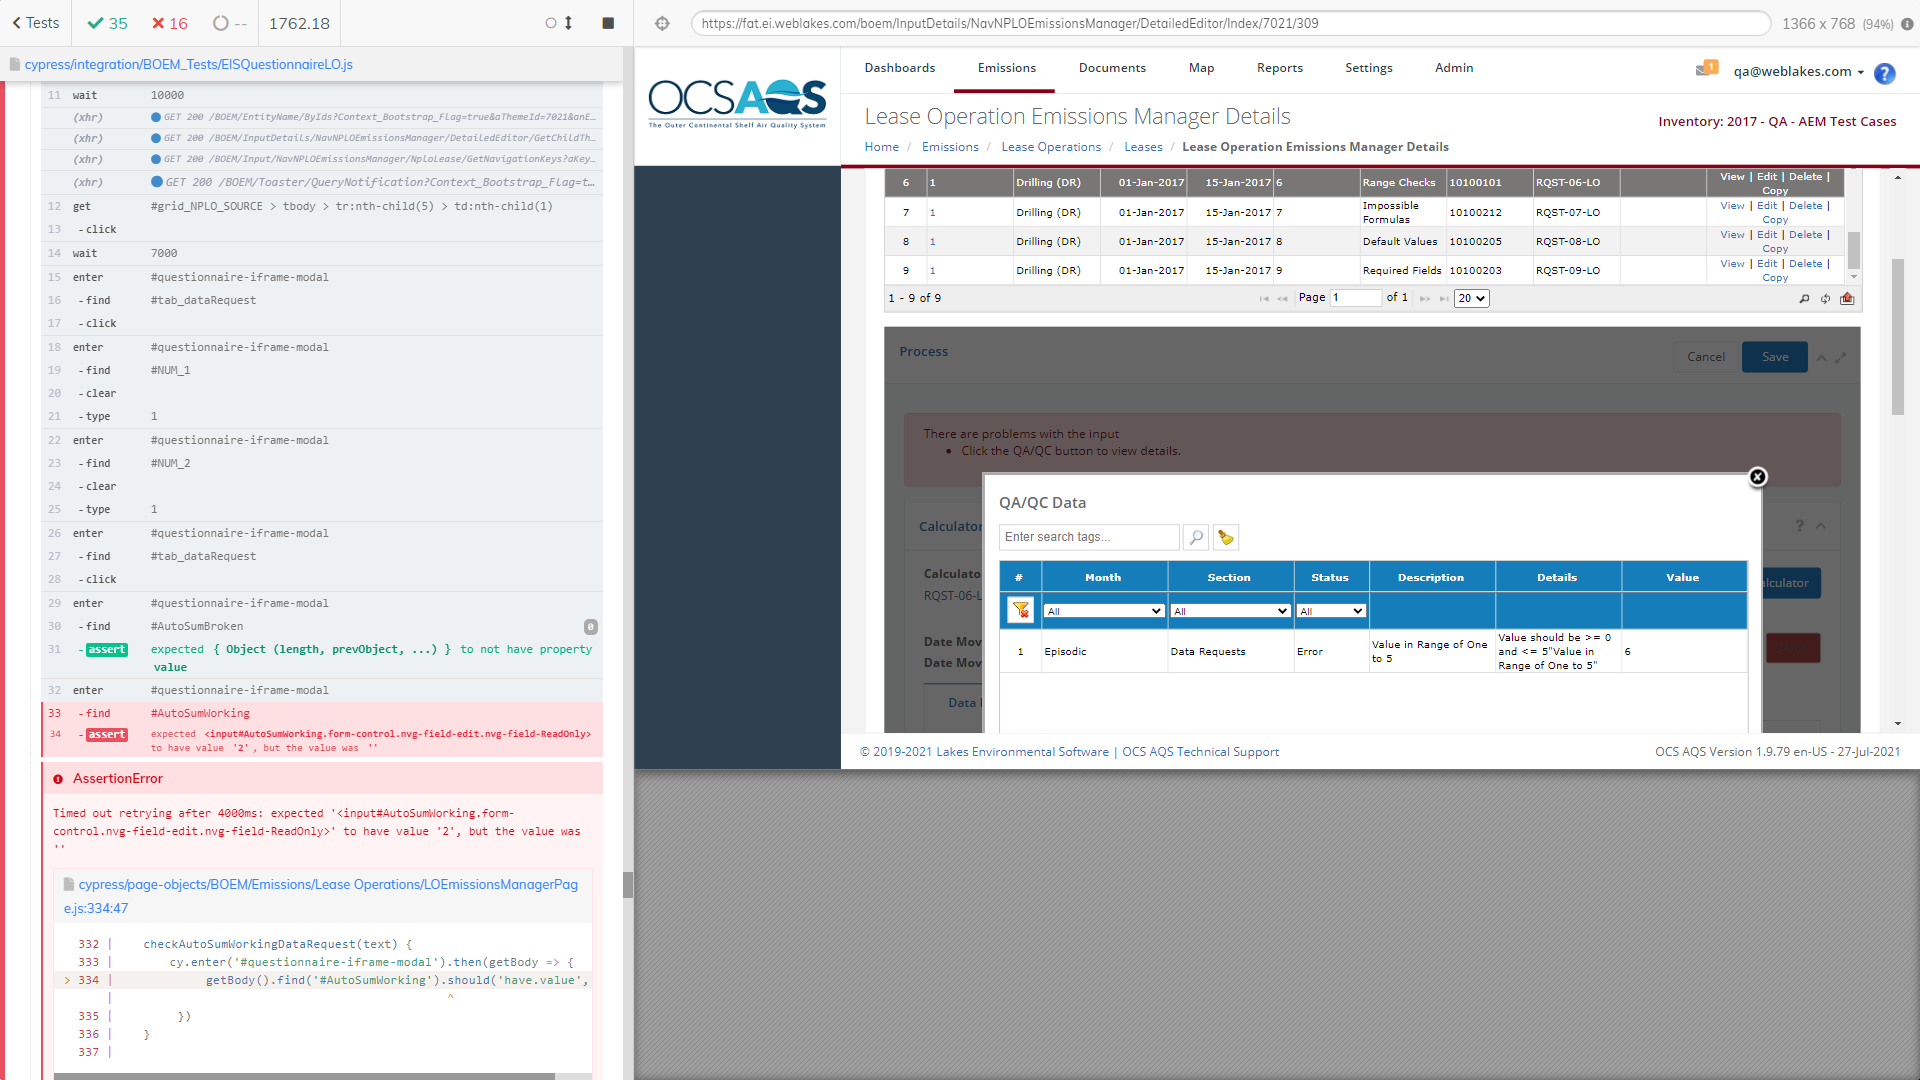 Tests
35
16
--
1762.18
cypress/integration/BOEM_Tests/EISQuestionnaireLO.js
11 wait 10000
(xhr) GET 200 /BOEM/EntityName/ByIds?Context_Bootstrap_Flag=true&aThemeId=7021&anE...
(xhr) GET 200 /BOEM/InputDetails/NavNPLOEmissionsManager/DetailedEditor/GetChildTh...
(xhr) GET 200 /BOEM/Input/NavNPLOEmissionsManager/NploLease/GetNavigationKeys?aKey...
(xhr) GET 200 /BOEM/Toaster/QueryNotification?Context_Bootstrap_Flag=t...
12 get #grid_NPLO_SOURCE > tbody > tr:nth-child(5) > td:nth-child(1)
13 -click
14 wait 7000
15 enter #questionnaire-iframe-modal
16 -find #tab_dataRequest
17 -click
18 enter #questionnaire-iframe-modal
19 -find #NUM_1
20 -clear
21 -type 1
22 enter #questionnaire-iframe-modal
23 -find #NUM_2
24 -clear
25 -type 1
26 enter #questionnaire-iframe-modal
27 -find #tab_dataRequest
28 -click
29 enter #questionnaire-iframe-modal
30 -find #AutoSumBroken 0
31 -assert expected { Object (length, prevObject, ...) } to not have property
value
32 enter #questionnaire-iframe-modal
33 -find #AutoSumWorking
34 -assert expected <input#AutoSumWorking.form-control.nvg-field-edit.nvg-field-ReadOnly>
to have value '2', but the value was ''
AssertionError
Timed out retrying after 4000ms: expected '<input#AutoSumWorking.form-
control.nvg-field-edit.nvg-field-ReadOnly>' to have value '2', but the value was
''
cypress/page-objects/BOEM/Emissions/Lease Operations/LOEmissionsManagerPag
e.js:334:47
332 | checkAutoSumWorkingDataRequest(text) {
333 | cy.enter('#questionnaire-iframe-modal').then(getBody => {
> 334 | getBody().find('#AutoSumWorking').should('have.value',
| ^
335 | })
336 | }
337 |
https://fat.ei.weblakes.com/boem/InputDetails/NavNPLOEmissionsManager/DetailedEditor/Index/7021/309
1366 x 768 (94%)
OCSAQS
The Outer Continental Shelf Air Quality System
Dashboards Emissions Documents Map Reports Settings Admin
1 qa@weblakes.com ?
Lease Operation Emissions Manager Details
Inventory: 2017 - QA - AEM Test Cases
Home / Emissions / Lease Operations / Leases / Lease Operation Emissions Manager Details
6 1 Drilling (DR) 01-Jan-2017 15-Jan-2017 6 Range Checks 10100101 RQST-06-LO View | Edit | Delete | Copy
7 1 Drilling (DR) 01-Jan-2017 15-Jan-2017 7 Impossible Formulas 10100212 RQST-07-LO View | Edit | Delete | Copy
8 1 Drilling (DR) 01-Jan-2017 15-Jan-2017 8 Default Values 10100205 RQST-08-LO View | Edit | Delete | Copy
9 1 Drilling (DR) 01-Jan-2017 15-Jan-2017 9 Required Fields 10100203 RQST-09-LO View | Edit | Delete | Copy
1 - 9 of 9 Page 1 of 1 20
Process Cancel Save
There are problems with the input
• Click the QA/QC button to view details.
Calculator ?
Calculato
RQST-06-L
lculator
Date Mov
Date Mov
Data
QA/QC Data
Enter search tags...
# Month Section Status Description Details Value
All All All
1 Episodic Data Requests Error Value in Range of One to 5 Value should be >= 0 and <= 5"Value in Range of One to 5" 6
© 2019-2021 Lakes Environmental Software | OCS AQS Technical Support
OCS AQS Version 1.9.79 en-US - 27-Jul-2021